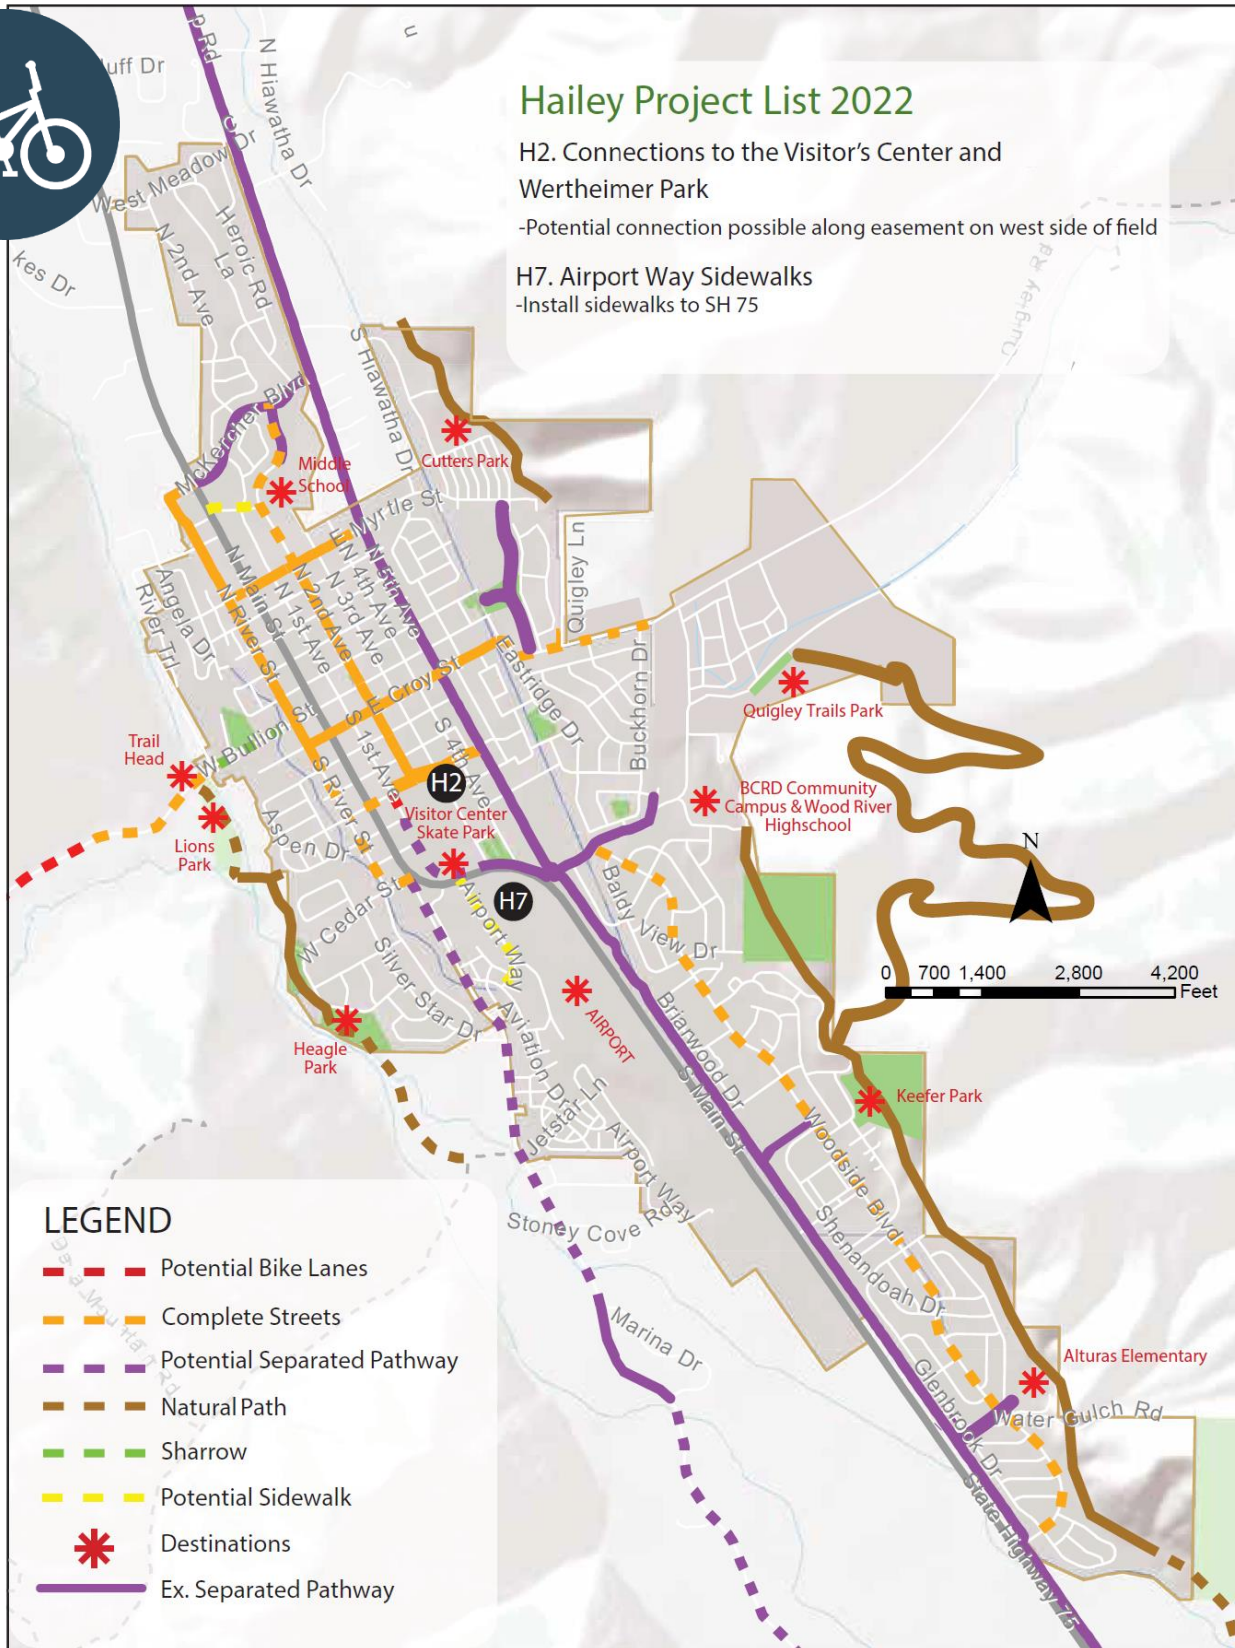 p Rd
N Hiawatha Dr
u
uff Dr
West Meadow Dr
Hailey Project List 2022
H2. Connections to the Visitor's Center and
Wertheimer Park
-Potential connection possible along easement on west side of field
H7. Airport Way Sidewalks
-Install sidewalks to SH 75
kes Dr
N 2nd Ave
Heroic Rd
La
Quigley Rd
S Hiawatha Dr
McKercher Blvd
Middle
School
Cutters Park
E Myrtle St
Quigley Ln
N Main St
N River St
N 1st Ave
N 2nd Ave
N 3rd Ave
N 4th Ave
N 5th Ave
Angela Dr
River Trl
E Croy St
Eastridge Dr
Buckhorn Dr
Quigley Trails Park
W Bullion St
S 1st Ave
S 4th Ave
S River St
Trail
Head
H2
Visitor Center
Skate Park
BCRD Community
Campus & Wood River
Highschool
Lions
Park
Aspen Dr
W Cedar St
H7
Airport Way
Baldy View Dr
N
0 700 1,400 2,800 4,200
Feet
Silver Star Dr
AIRPORT
Heagle
Park
Aviation Dr
Briarwood Dr
S Main St
Keefer Park
Jetstar Ln
Airport Way
Woodside Blvd
Stoney Cove Rd
Shenandoah Dr
Marina Dr
Glenbrook Dr
Alturas Elementary
Water Gulch Rd
State Highway 75
LEGEND
Potential Bike Lanes
Complete Streets
Potential Separated Pathway
Natural Path
Sharrow
Potential Sidewalk
Destinations
Ex. Separated Pathway